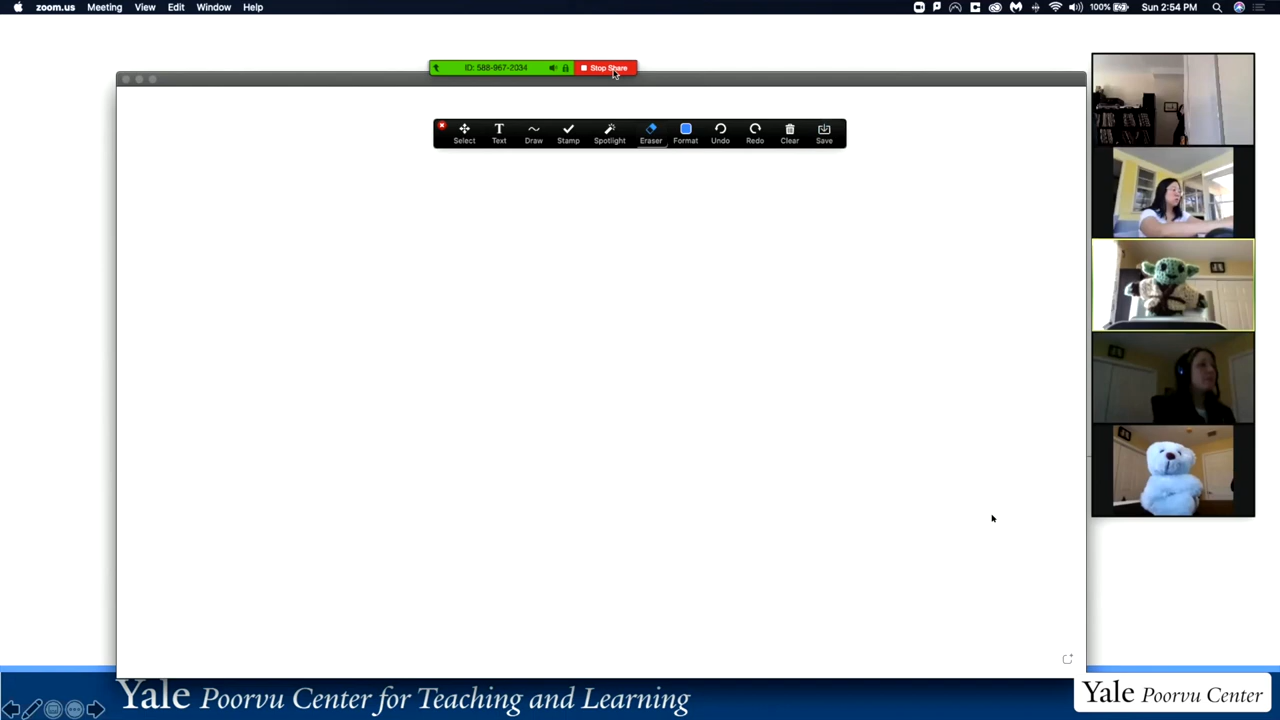 zoom.us Meeting View Edit Window Help 100% Sun 2:54 PM
ID: 588-967-2034 Stop Share
Select Text Draw Stamp Spotlight Eraser Format Undo Redo Clear Save
Yale Poorvu Center for Teaching and Learning
Yale Poorvu Center